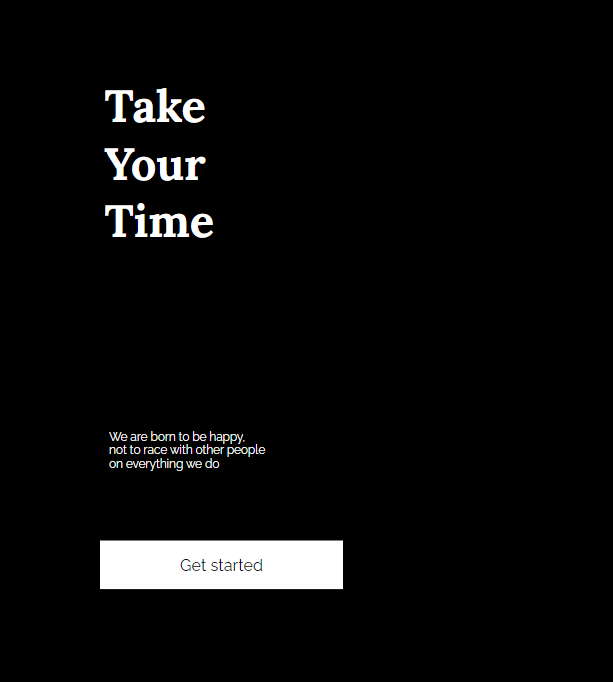 Take
Your
Time
We are born to be happy,
not to race with other people
on everything we do
Get started